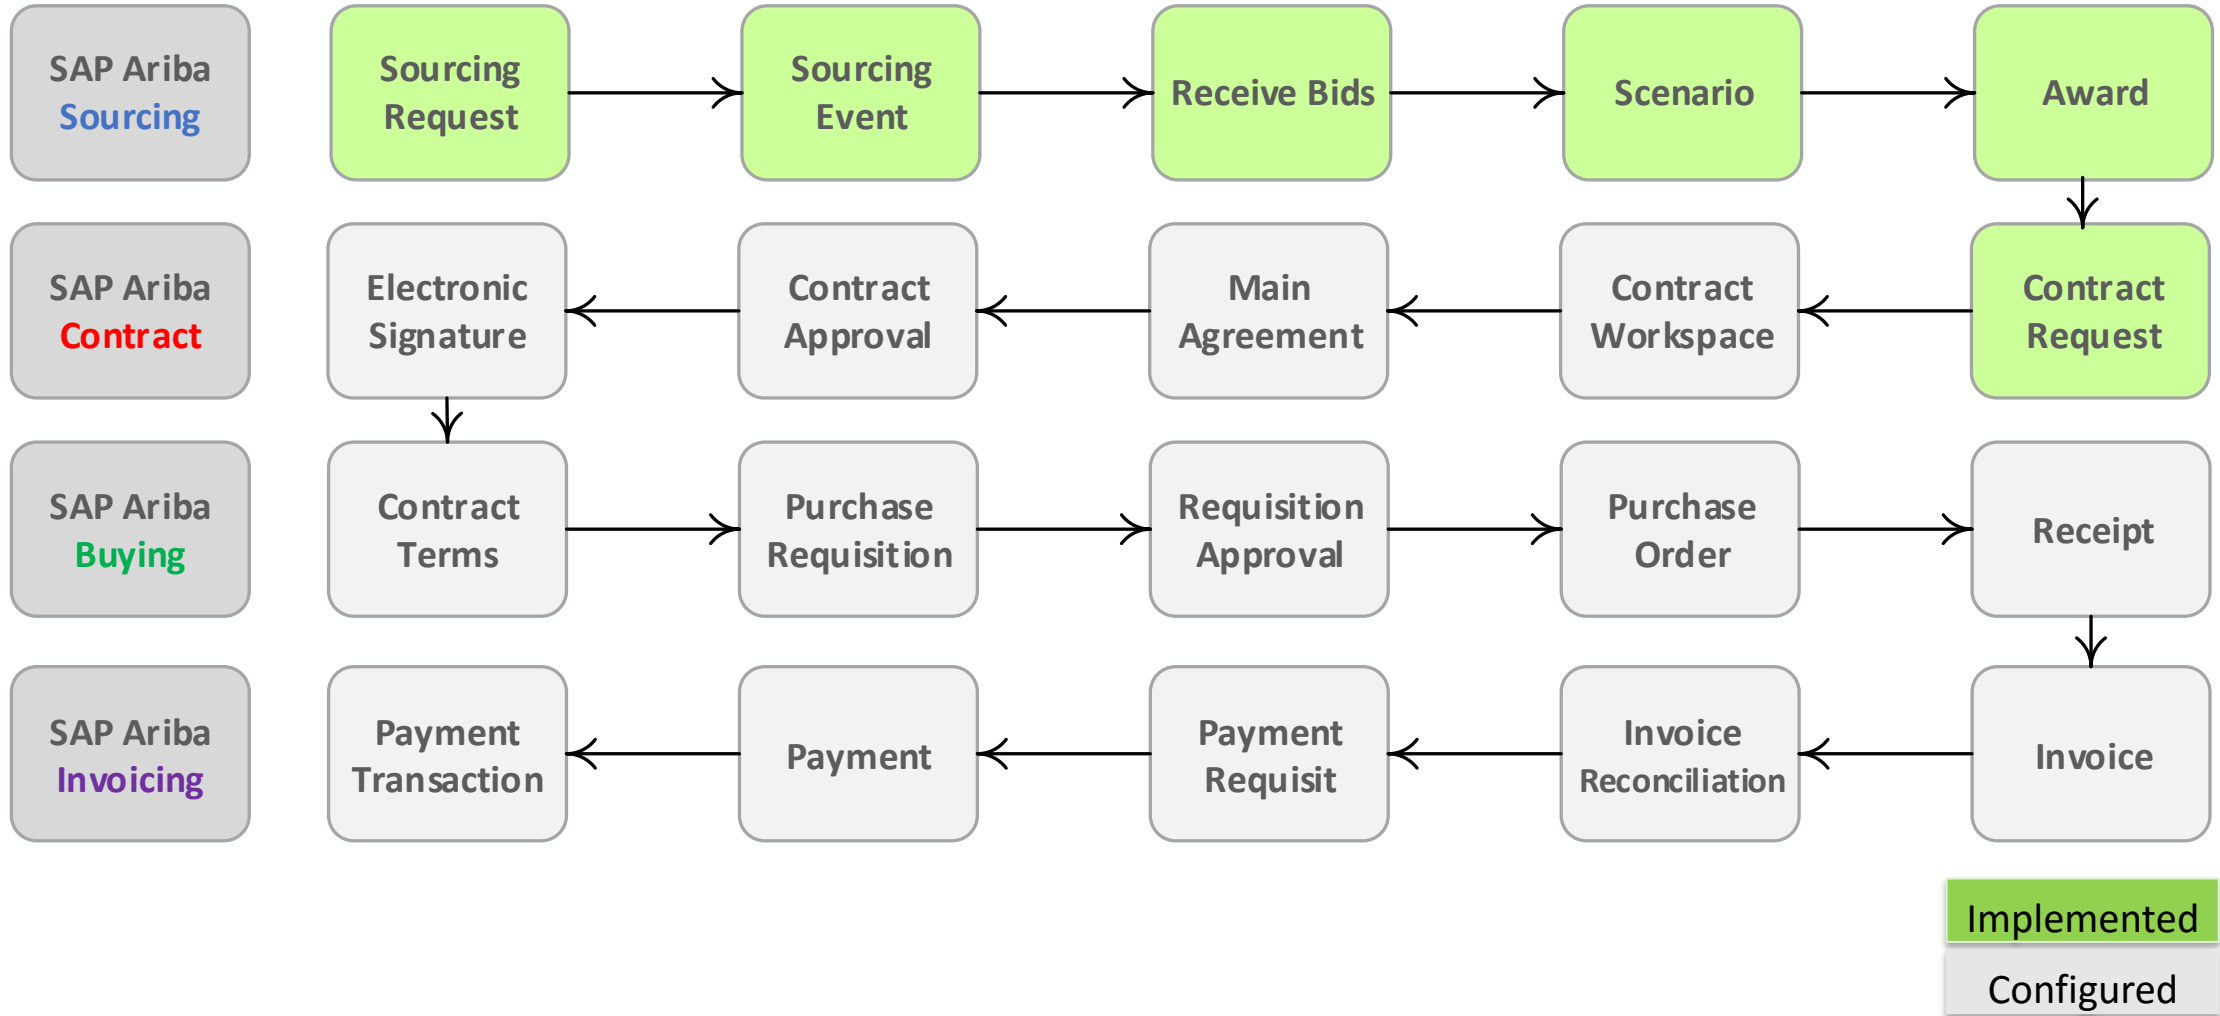 SAP Ariba
Sourcing
Sourcing
Request
Sourcing
Event
Receive Bids
Scenario
Award
SAP Ariba
Contract
Electronic
Signature
Contract
Approval
Main
Agreement
Contract
Workspace
Contract
Request
SAP Ariba
Buying
Contract
Terms
Purchase
Requisition
Requisition
Approval
Purchase
Order
Receipt
SAP Ariba
Invoicing
Payment
Transaction
Payment
Payment
Requisit
Invoice
Reconciliation
Invoice
Implemented
Configured